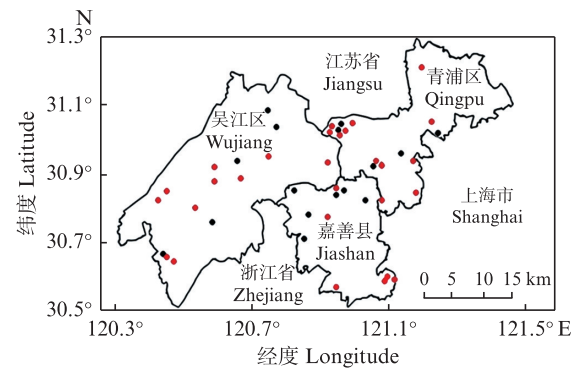 N
31.3°
31.1°
30.9°
30.7°
30.5°
纬度 Latitude
江苏省
Jiangsu
青浦区
Qingpu
吴江区
Wujiang
上海市
Shanghai
嘉善县
Jiashan
浙江省
Zhejiang
0 5 10 15 km
120.3° 120.7° 121.1° 121.5° E
经度 Longitude